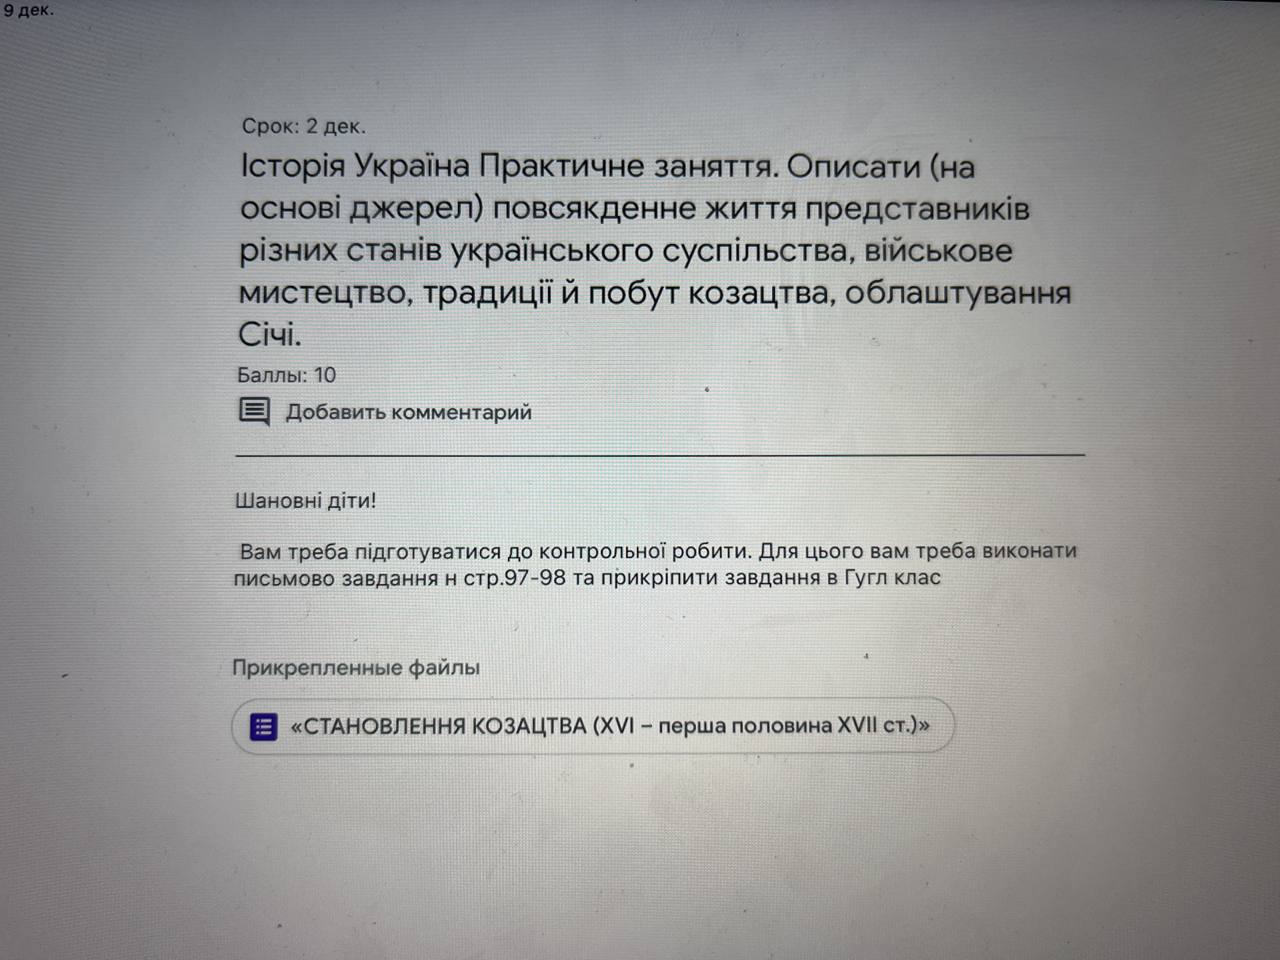 9 дек.
Срок: 2 дек.
Історія Україна Практичне заняття. Описати (на
основі джерел) повсякденне життя представників
різних станів українського суспільства, військове
мистецтво, традиції й побут козацтва, облаштування
Січі.
Баллы: 10
Добавить комментарий
Шановні діти!
Вам треба підготуватися до контрольної робити. Для цього вам треба виконати
письмово завдання н стр.97-98 та прикріпити завдання в Гугл клас
Прикрепленные файлы
«СТАНОВЛЕННЯ КОЗАЦТВА (XVI – перша половина XVII ст.)»